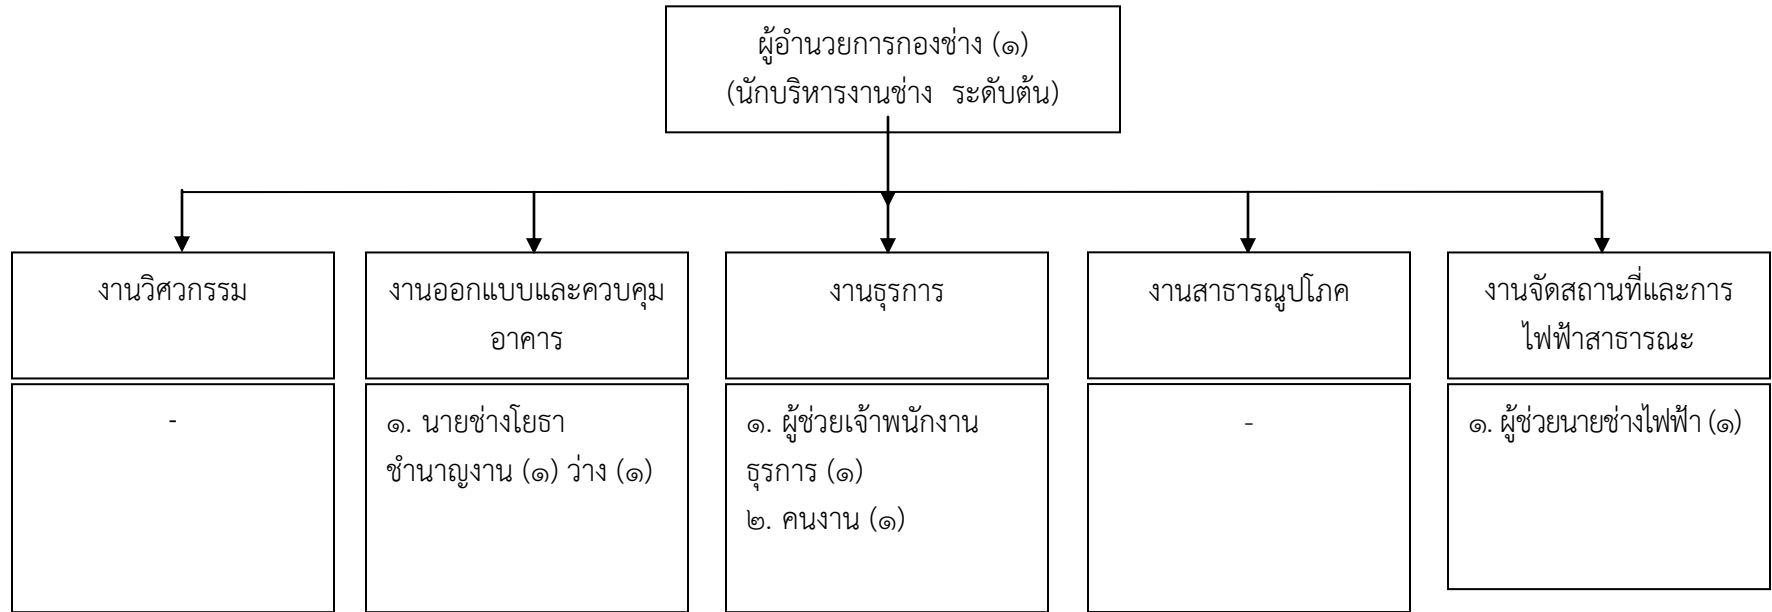 ผู้อำนวยการกองช่าง (๑)
(นักบริหารงานช่าง ระดับต้น)
งานวิศวกรรม
งานออกแบบและควบคุม
อาคาร
งานธุรการ
งานสาธารณูปโภค
งานจัดสถานที่และการ
ไฟฟ้าสาธารณะ
-
๑. นายช่างโยธา
ชำนาญงาน (๑) ว่าง (๑)
๑. ผู้ช่วยเจ้าพนักงาน
ธุรการ (๑)
๒. คนงาน (๑)
-
๑. ผู้ช่วยนายช่างไฟฟ้า (๑)